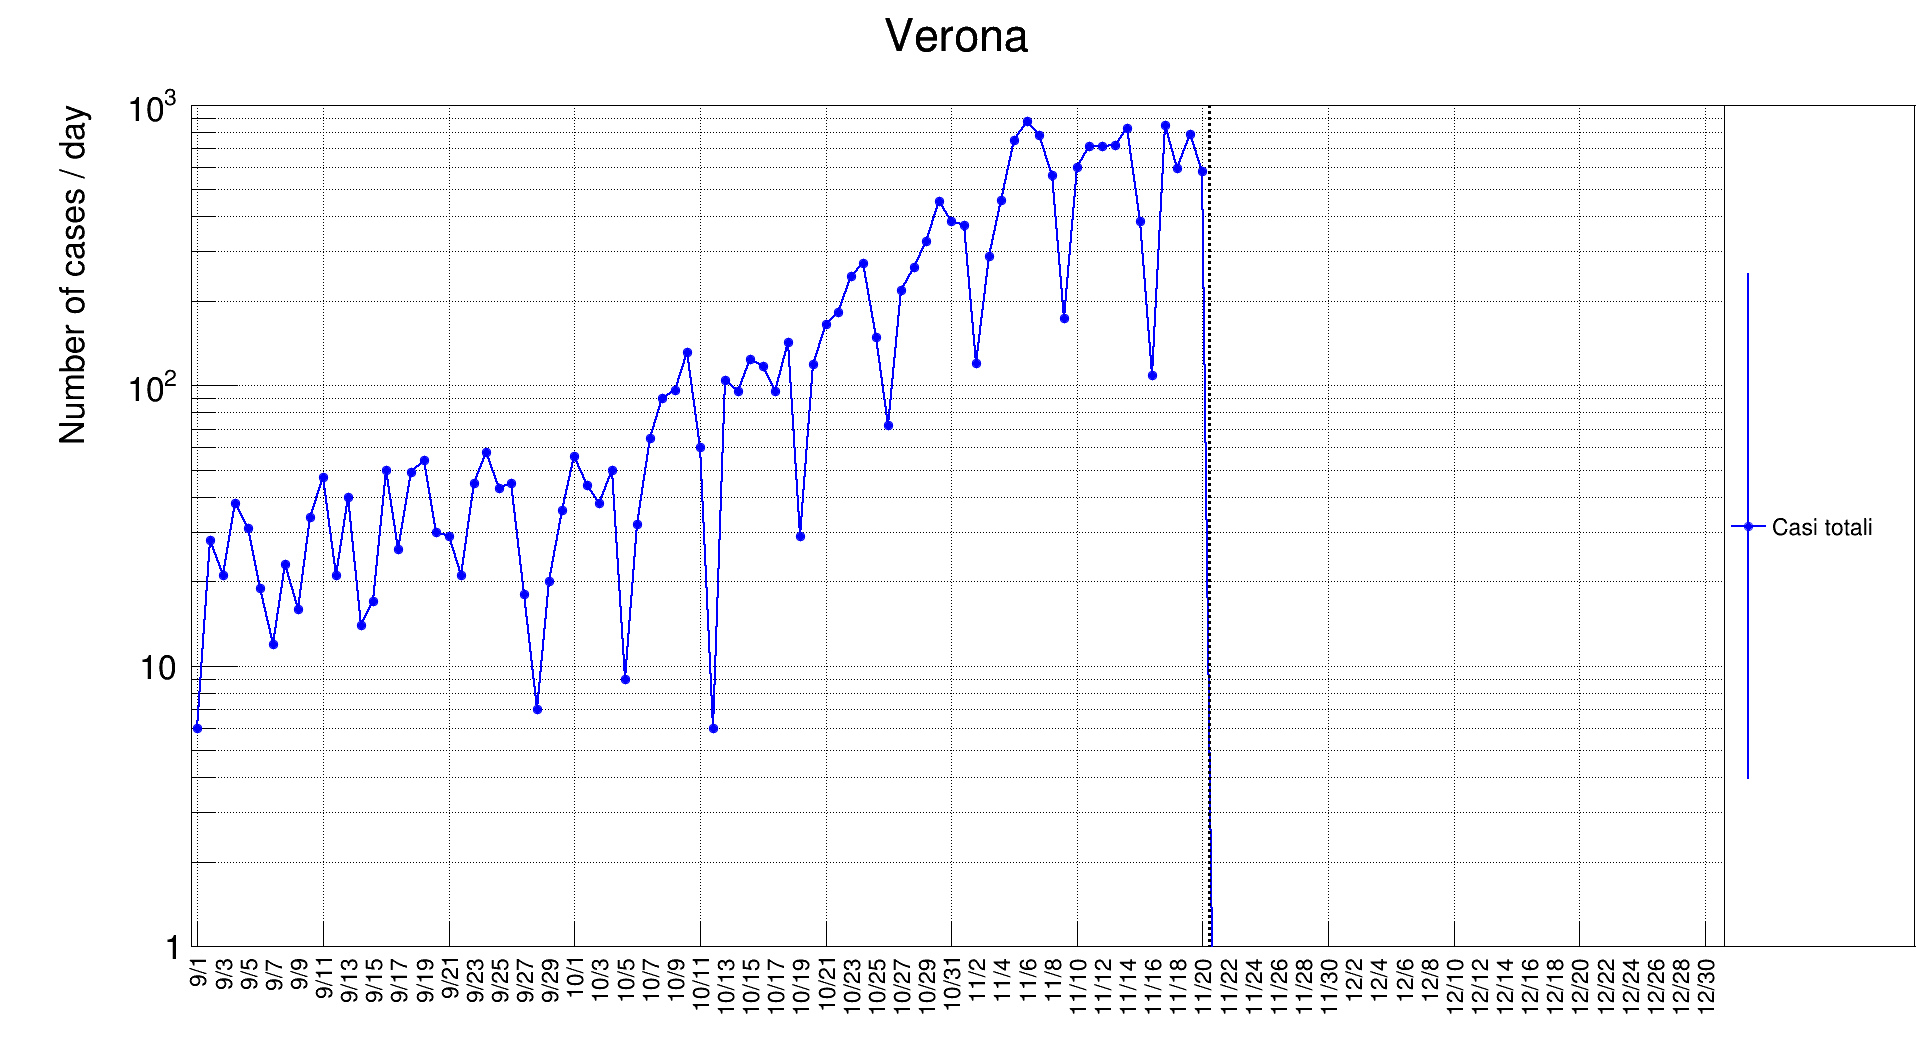 Verona
Number of cases / day
10³
10²
10
1
9/1 9/3 9/5 9/7 9/9 9/11 9/13 9/15 9/17 9/19 9/21 9/23 9/25 9/27 9/29 10/1 10/3 10/5 10/7 10/9 10/11 10/13 10/15 10/17 10/19 10/21 10/23 10/25 10/27 10/29 10/31 11/2 11/4 11/6 11/8 11/10 11/12 11/14 11/16 11/18 11/20 11/22 11/24 11/26 11/28 11/30 12/2 12/4 12/6 12/8 12/10 12/12 12/14 12/16 12/18 12/20 12/22 12/24 12/26 12/28 12/30
Casi totali